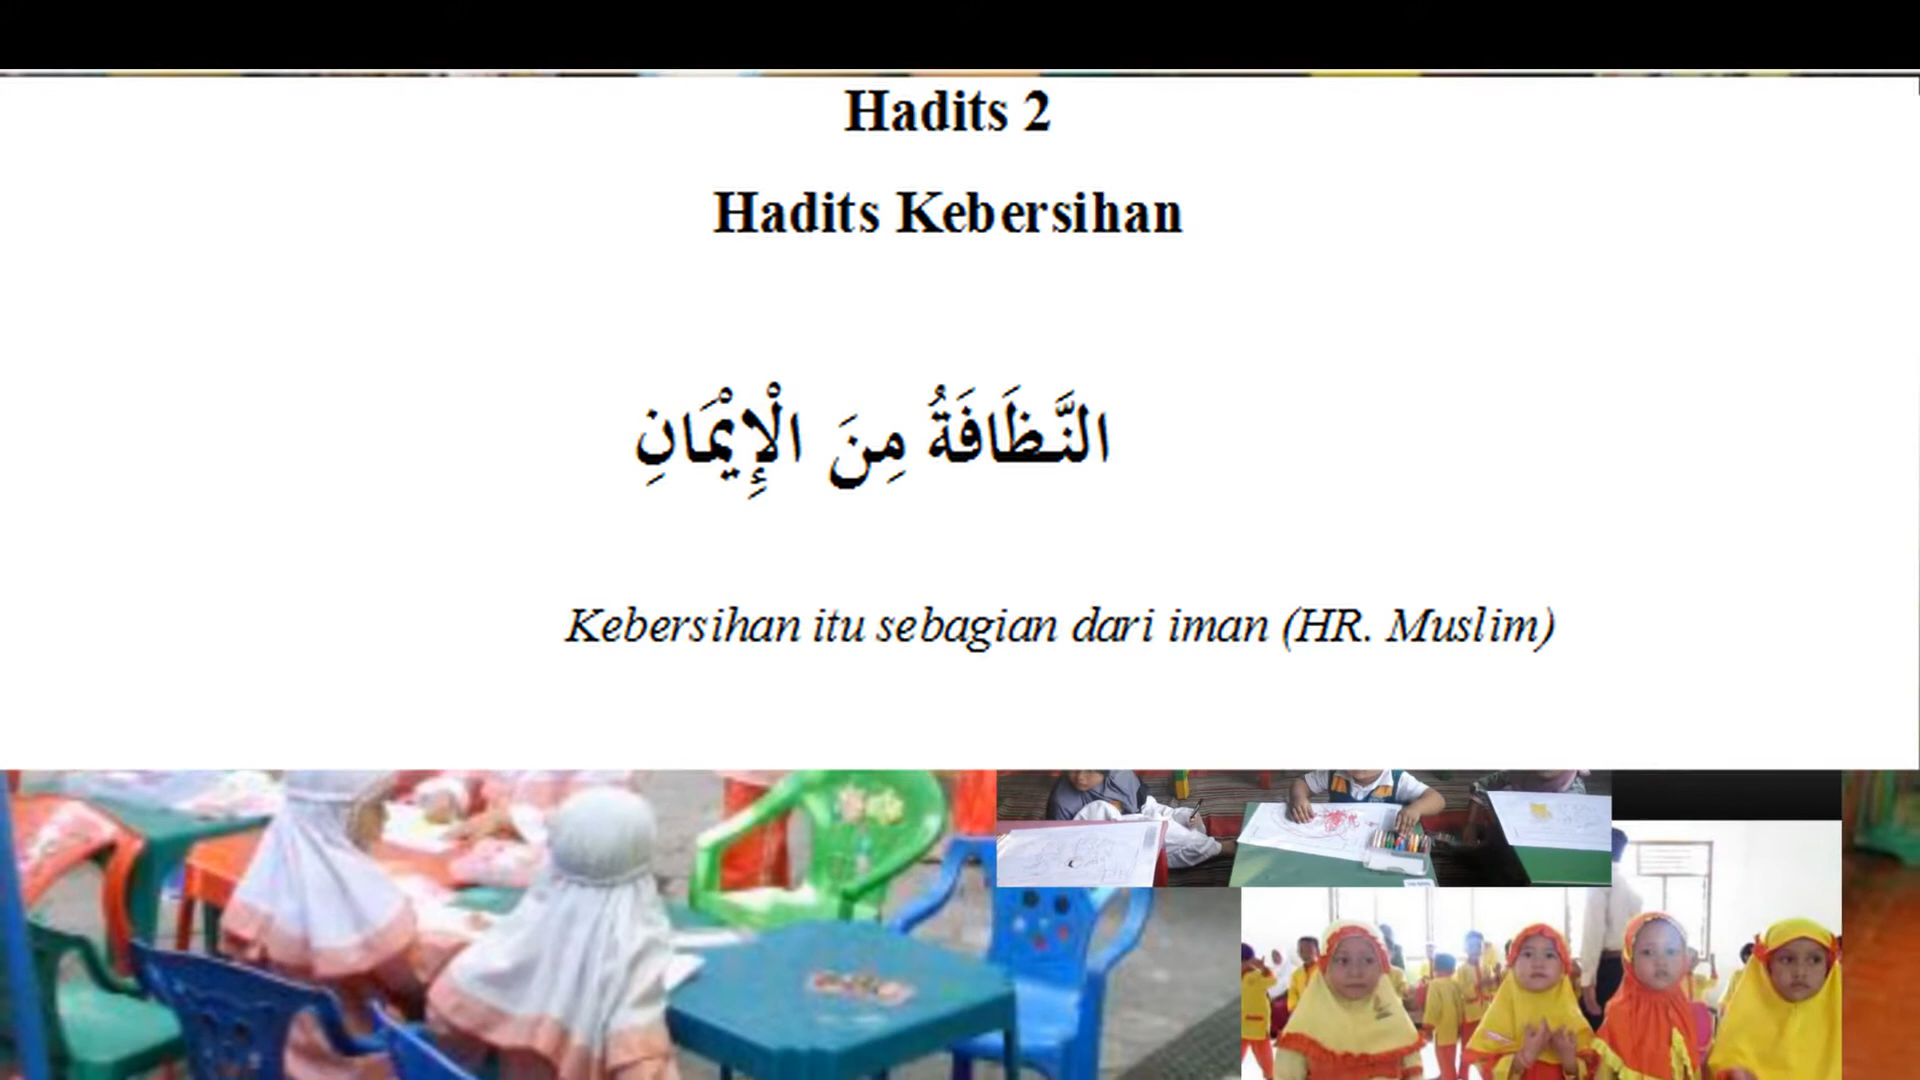 Hadits 2
Hadits Kebersihan
النَّظَافَةُ مِنَ الْإِيْمَانِ
Kebersihan itu sebagian dari iman (HR. Muslim)